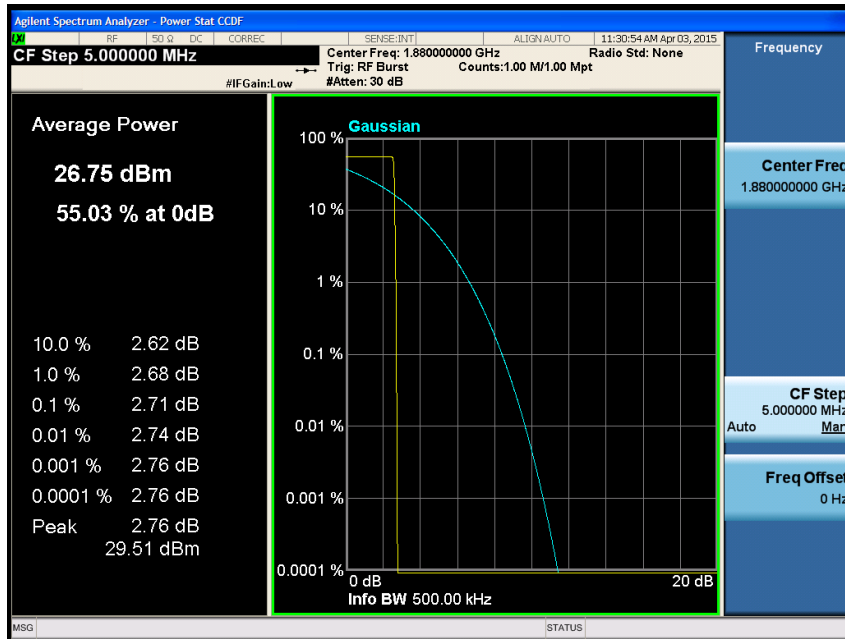 Agilent Spectrum Analyzer - Power Stat CCDF
LXI RF 50 Ω DC CORREC SENSE:INT ALIGN AUTO 11:30:54 AM Apr 03, 2015
CF Step 5.000000 MHz
Center Freq: 1.880000000 GHz Radio Std: None
Trig: RF Burst Counts:1.00 M/1.00 Mpt
#IFGain:Low #Atten: 30 dB
Average Power
26.75 dBm
55.03 % at 0dB
10.0 % 2.62 dB
1.0 % 2.68 dB
0.1 % 2.71 dB
0.01 % 2.74 dB
0.001 % 2.76 dB
0.0001 % 2.76 dB
Peak 2.76 dB
29.51 dBm
Gaussian
100 %
10 %
1 %
0.1 %
0.01 %
0.001 %
0.0001 %
0 dB 20 dB
Info BW 500.00 kHz
Frequency
Center Freq
1.880000000 GHz
CF Step
5.000000 MHz
Auto Man
Freq Offset
0 Hz
MSG STATUS